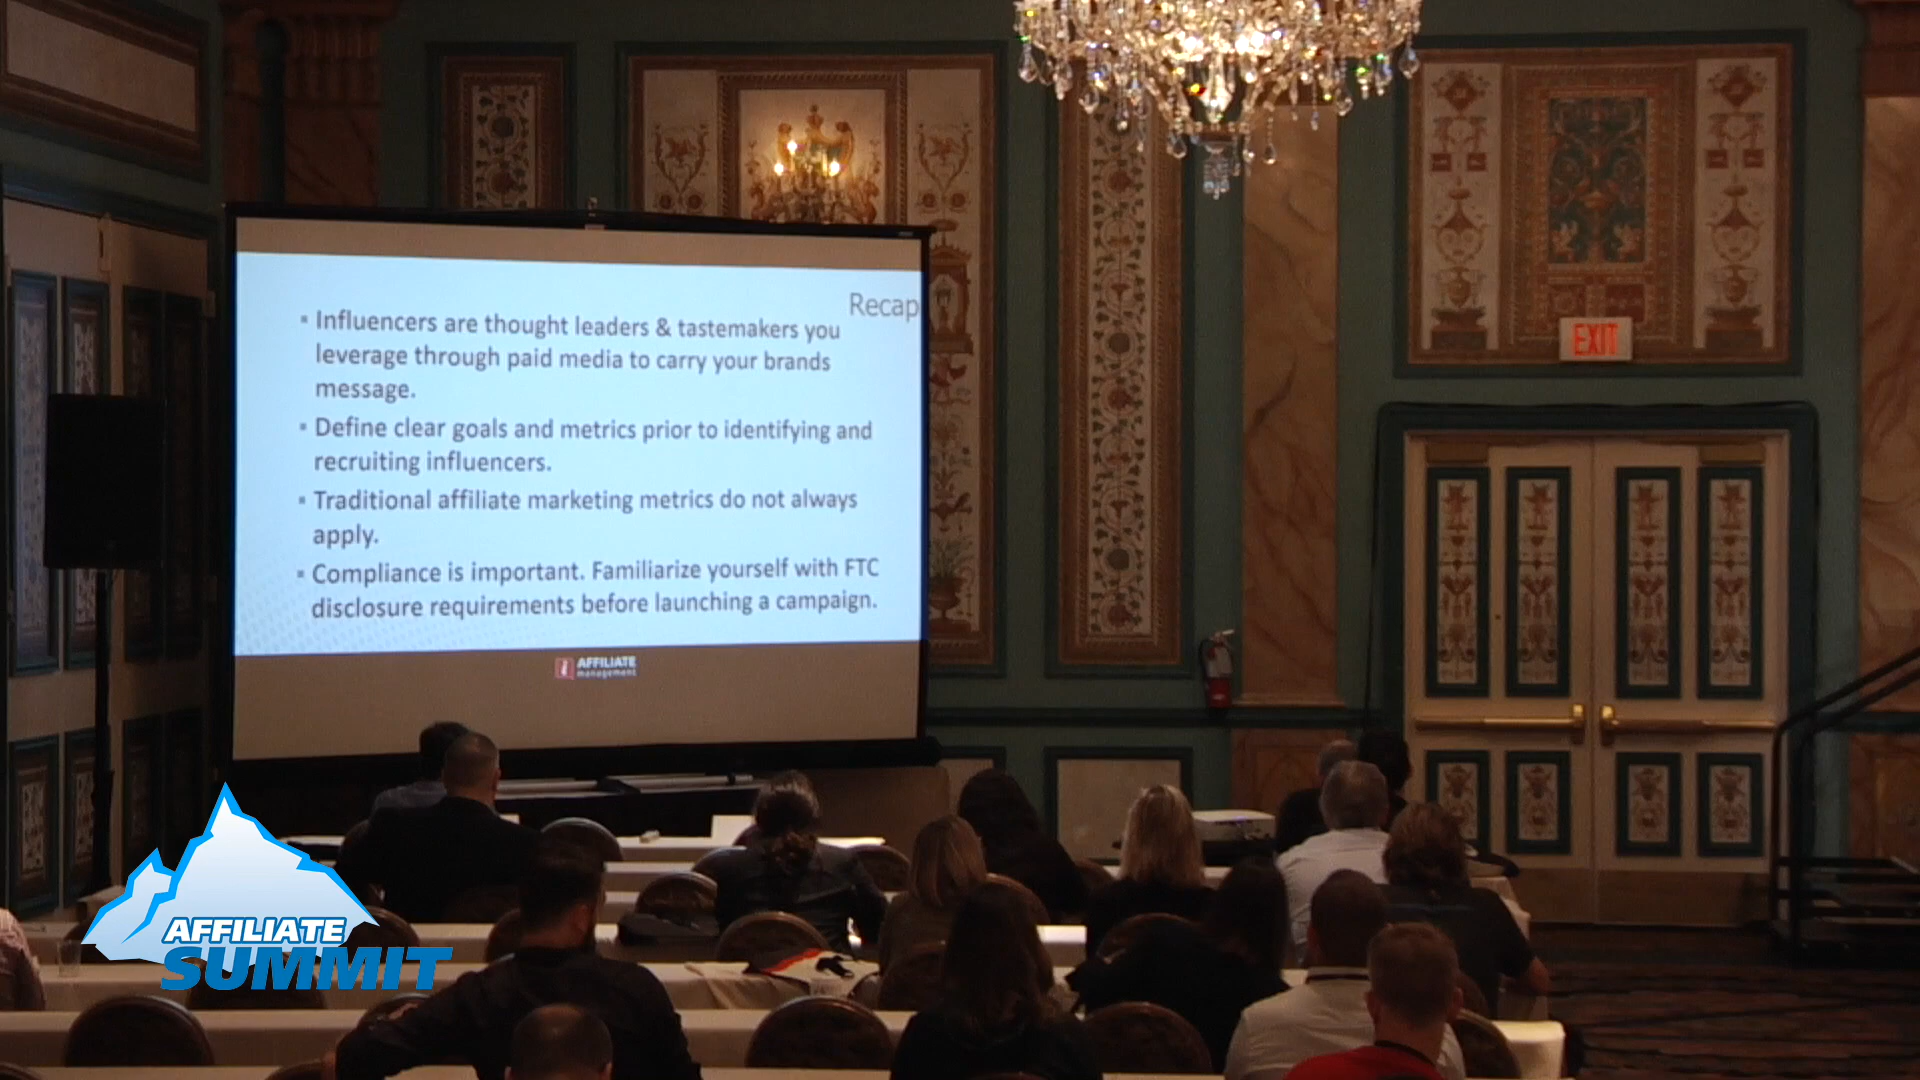 Recap
▪ Influencers are thought leaders & tastemakers you
leverage through paid media to carry your brands
message.
▪ Define clear goals and metrics prior to identifying and
recruiting influencers.
▪ Traditional affiliate marketing metrics do not always
apply.
▪ Compliance is important. Familiarize yourself with FTC
disclosure requirements before launching a campaign.
AFFILIATE
management
EXIT
AFFILIATE
SUMMIT